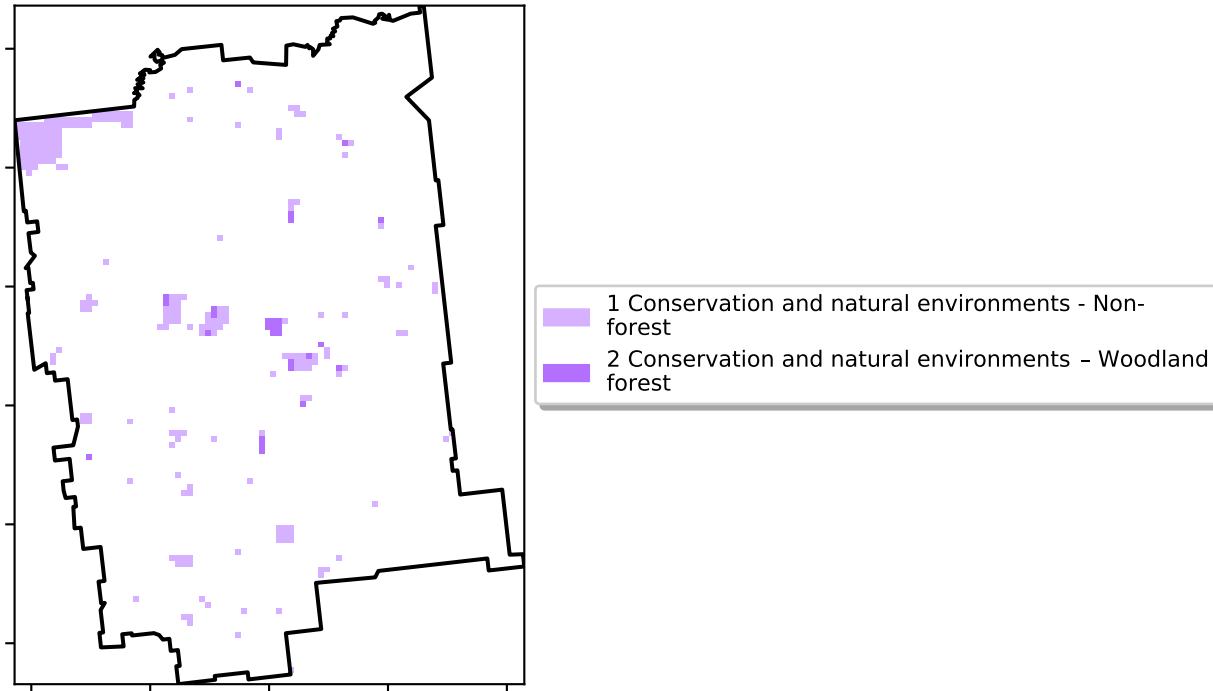 1 Conservation and natural environments - Non-
forest
2 Conservation and natural environments – Woodland
forest